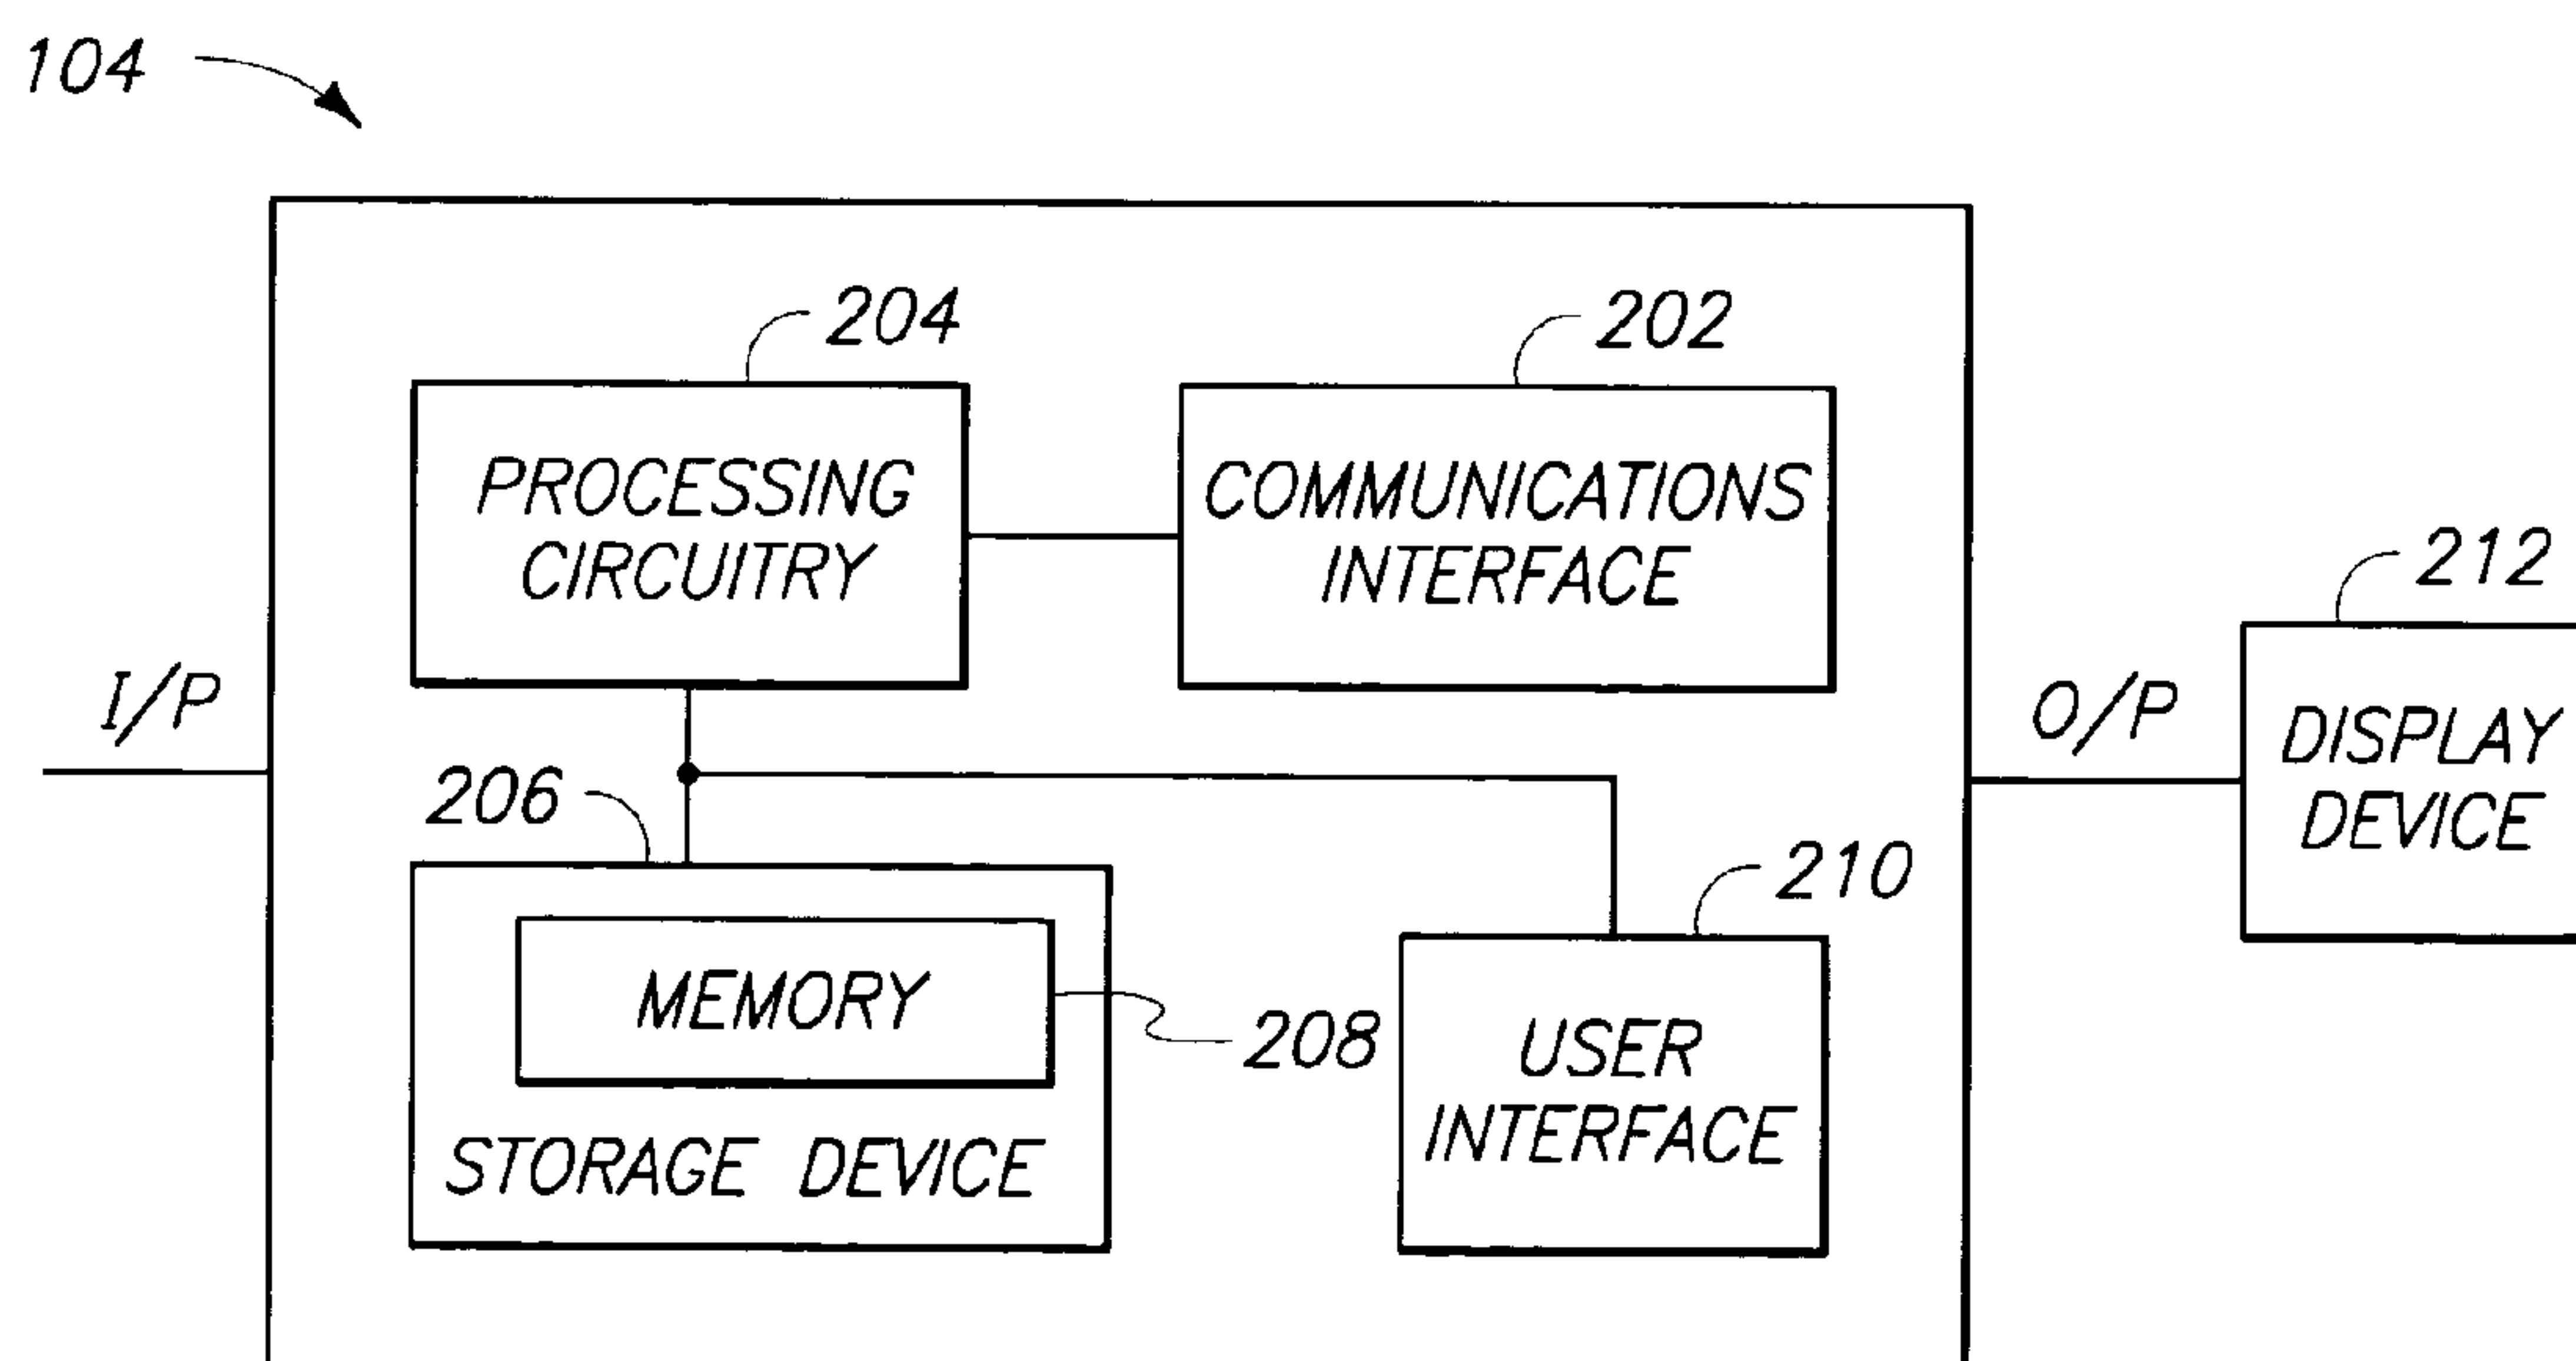 104
204
202
PROCESSING
CIRCUITRY
COMMUNICATIONS
INTERFACE
212
I/P
O/P
DISPLAY
DEVICE
206
210
MEMORY
208
USER
INTERFACE
STORAGE DEVICE